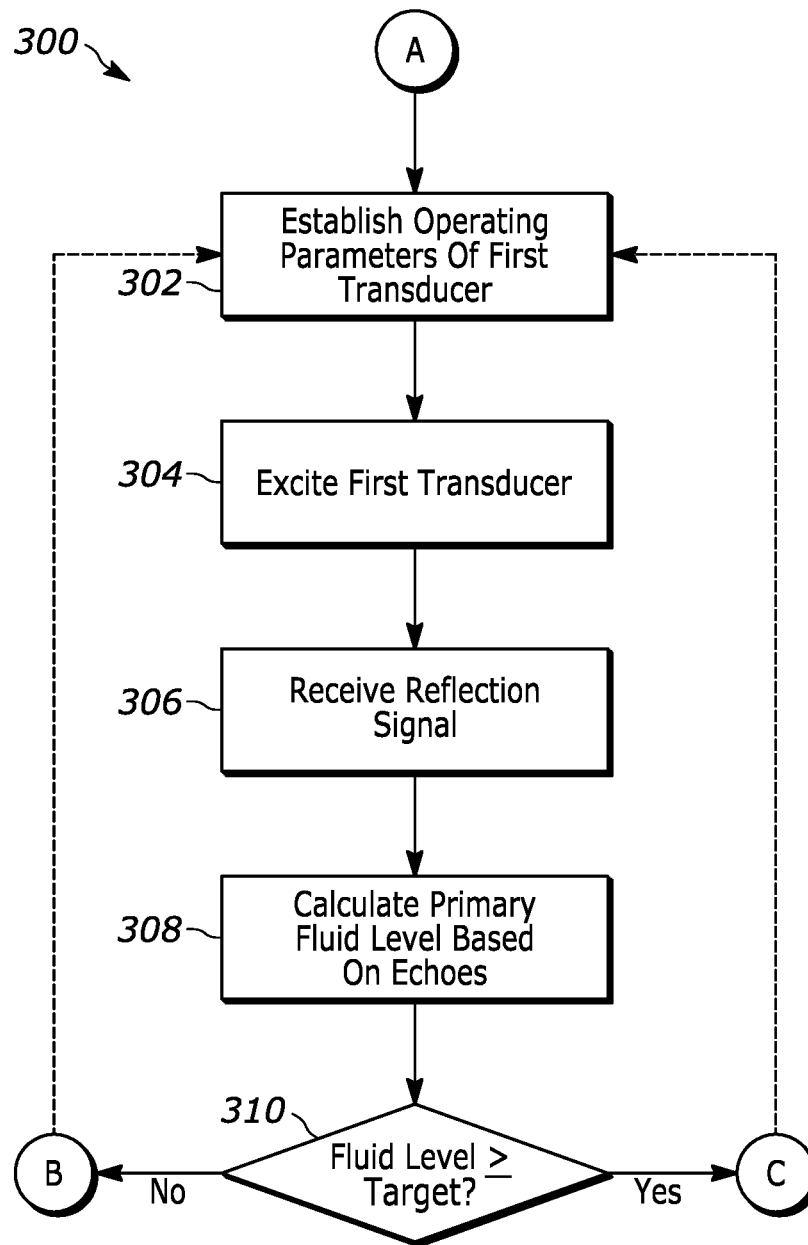 300
A
Establish Operating
Parameters Of First
Transducer
302
Excite First Transducer
304
Receive Reflection
Signal
306
Calculate Primary
Fluid Level Based
On Echoes
308
310
Fluid Level ≥
Target?
B
No
Yes
C